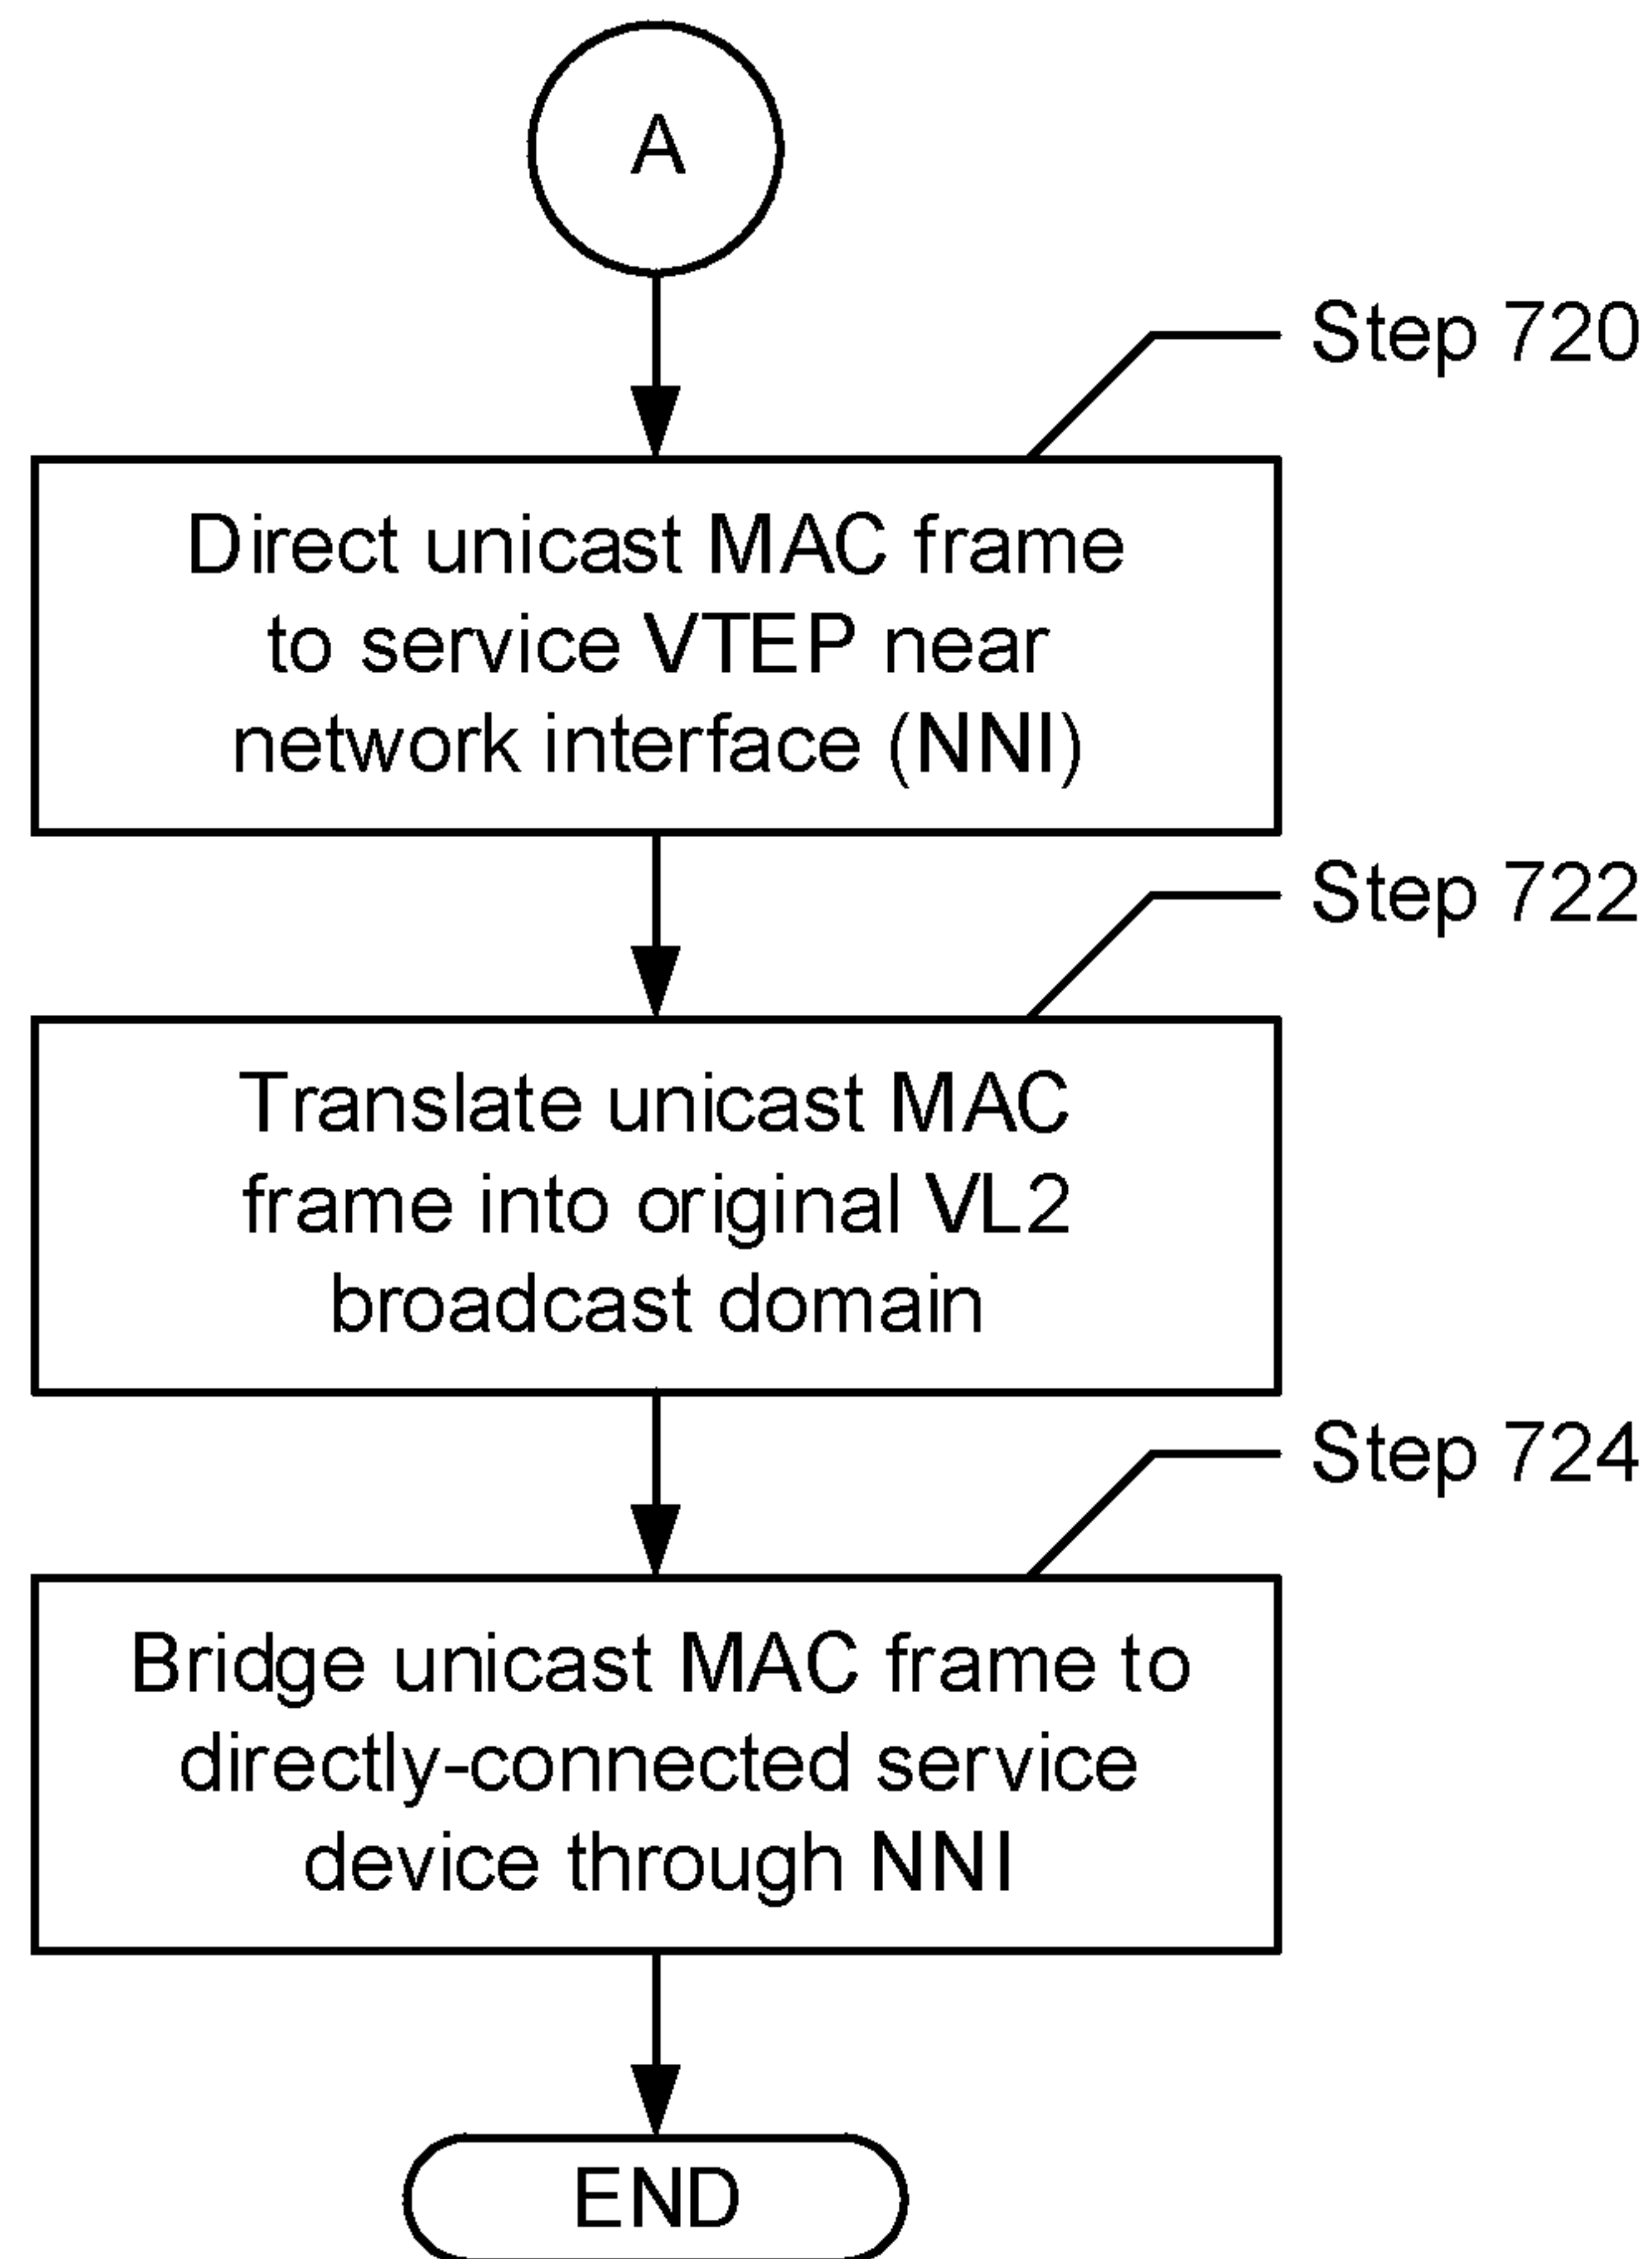 A
Step 720
Direct unicast MAC frame
to service VTEP near
network interface (NNI)
Step 722
Translate unicast MAC
frame into original VL2
broadcast domain
Step 724
Bridge unicast MAC frame to
directly-connected service
device through NNI
END